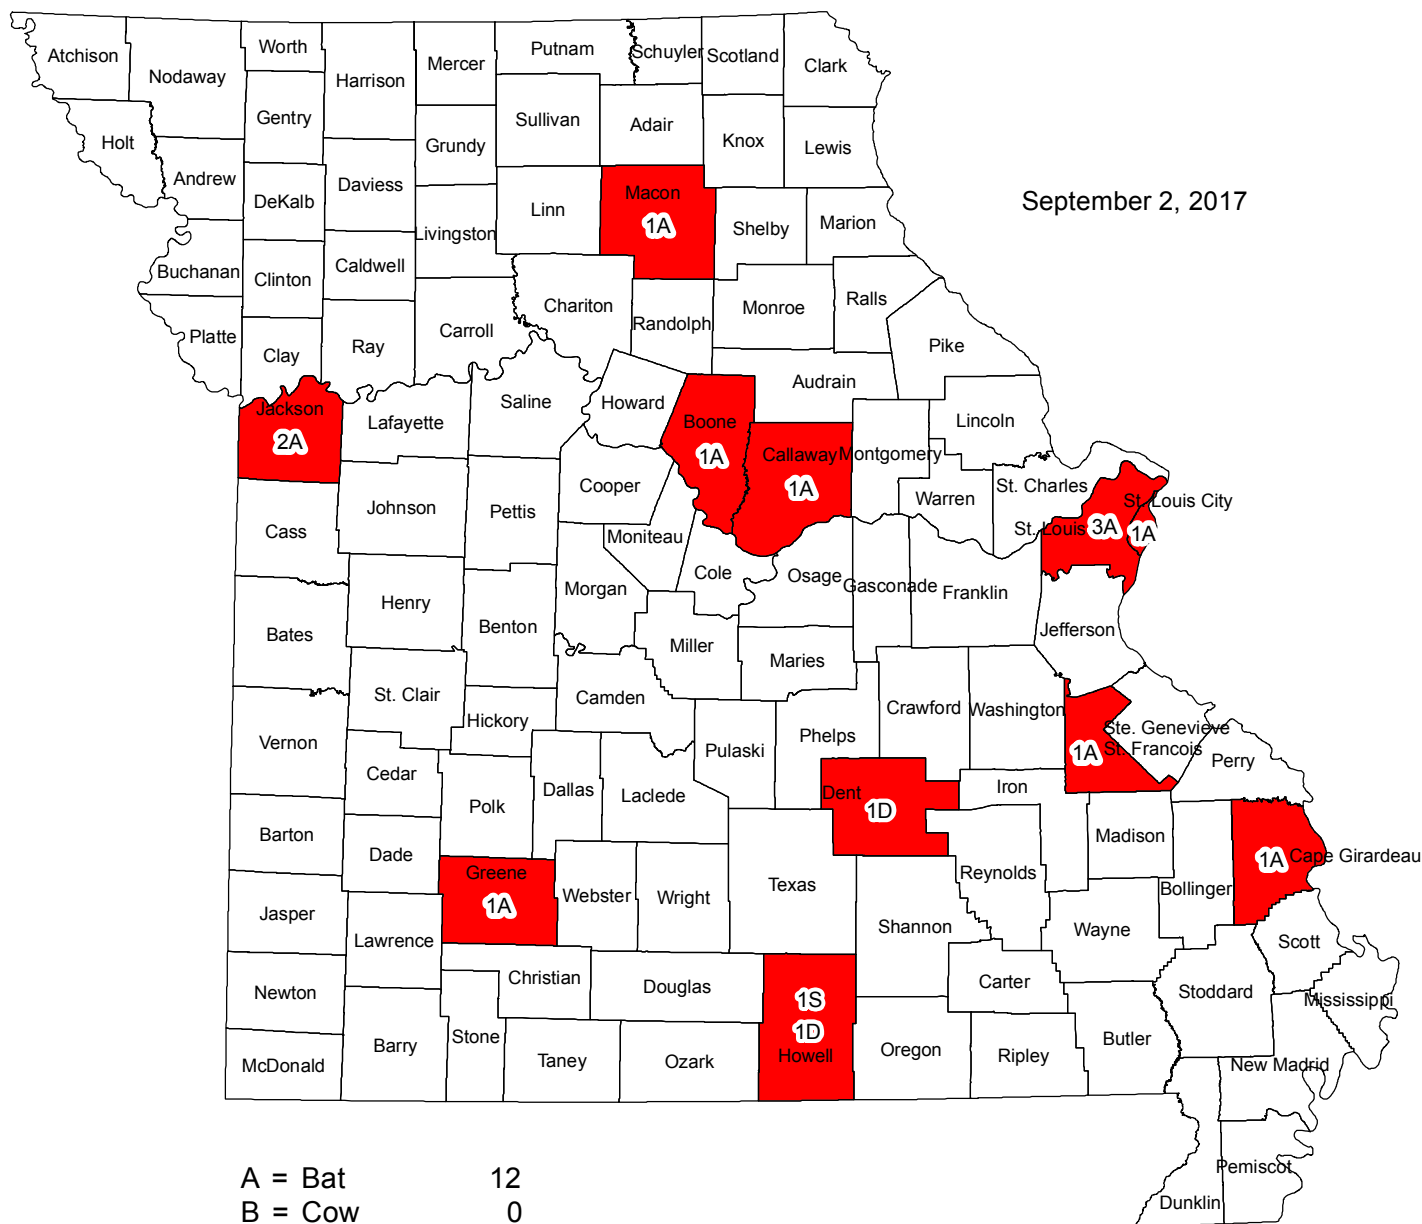 Atchison
Nodaway
Worth
Harrison
Mercer
Putnam
Schuyler
Scotland
Clark
Holt
Andrew
Gentry
DeKalb
Daviess
Grundy
Sullivan
Adair
Knox
Lewis
September 2, 2017
Buchanan
Clinton
Caldwell
Livingston
Linn
Macon
1A
Shelby
Marion
Platte
Clay
Ray
Carroll
Chariton
Randolph
Monroe
Ralls
Pike
Jackson
2A
Lafayette
Saline
Howard
Boone
1A
Audrain
Callaway
1A
Montgomery
Lincoln
Warren
St. Charles
St. Louis
3A
St. Louis City
1A
Cass
Johnson
Pettis
Cooper
Moniteau
Cole
Osage
Gasconade
Franklin
Jefferson
Bates
Henry
Benton
Morgan
Miller
Maries
Vernon
St. Clair
Hickory
Camden
Pulaski
Phelps
Crawford
Washington
Ste. Genevieve
St. Francois
1A
Perry
Cedar
Polk
Dallas
Laclede
Dent
1D
Iron
Madison
Barton
Dade
Greene
1A
Webster
Wright
Texas
Reynolds
Bollinger
1A
Cape Girardeau
Jasper
Lawrence
Shannon
Wayne
Scott
Newton
Christian
Douglas
1S
1D
Howell
Carter
Stoddard
Mississippi
McDonald
Barry
Stone
Taney
Ozark
Oregon
Ripley
Butler
New Madrid
Pemiscot
Dunklin
A = Bat 12
B = Cow 0